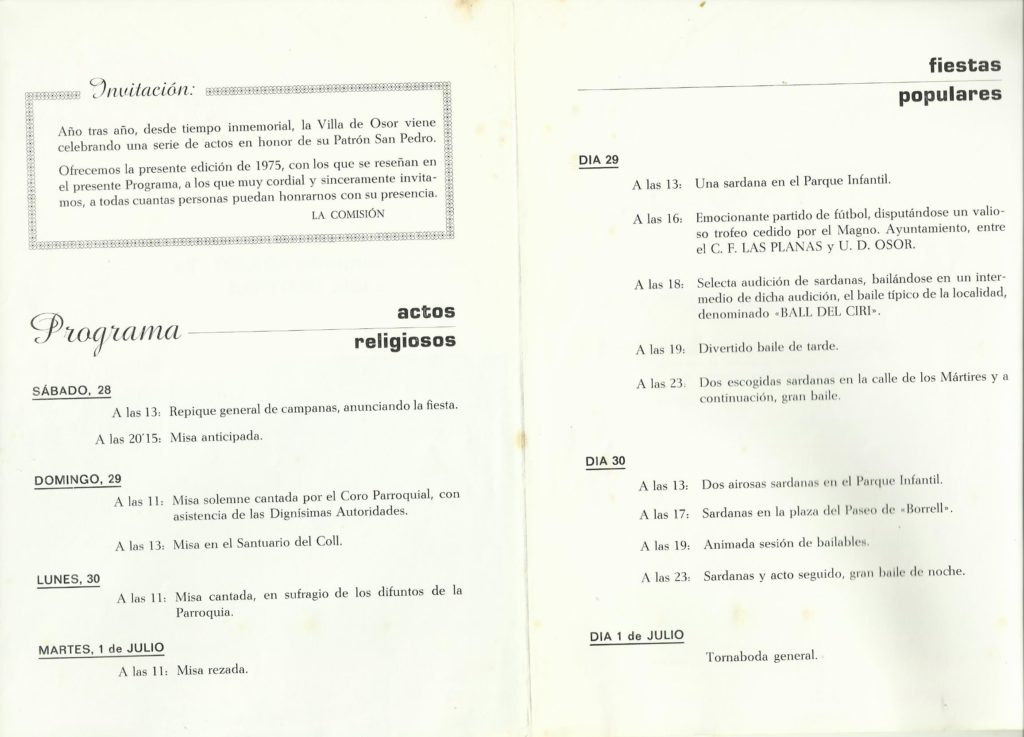 Invitación:
Año tras año, desde tiempo inmemorial, la Villa de Osor viene
celebrando una serie de actos en honor de su Patrón San Pedro.
Ofrecemos la presente edición de 1975, con los que se reseñan en
el presente Programa, a los que muy cordial y sinceramente invita-
mos, a todas cuantas personas puedan honrarnos con su presencia.
LA COMISIÓN
Programa
actos
religiosos
SÁBADO, 28
A las 13: Repique general de campanas, anunciando la fiesta.
A las 20'15: Misa anticipada.
DOMINGO, 29
A las 11: Misa solemne cantada por el Coro Parroquial, con
asistencia de las Dignísimas Autoridades.
A las 13: Misa en el Santuario del Coll.
LUNES, 30
A las 11: Misa cantada, en sufragio de los difuntos de la
Parroquia.
MARTES, 1 de JULIO
A las 11: Misa rezada.
fiestas
populares
DIA 29
A las 13: Una sardana en el Parque Infantil.
A las 16: Emocionante partido de fútbol, disputándose un valio-
so trofeo cedido por el Magno. Ayuntamiento, entre
el C. F. LAS PLANAS y U. D. OSOR.
A las 18: Selecta audición de sardanas, bailándose en un inter-
medio de dicha audición, el baile típico de la localidad,
denominado «BALL DEL CIRI».
A las 19: Divertido baile de tarde.
A las 23: Dos escogidas sardanas en la calle de los Mártires y a
continuación, gran baile.
DIA 30
A las 13: Dos airosas sardanas en el Parque Infantil.
A las 17: Sardanas en la plaza del Paseo de «Borrell».
A las 19: Animada sesión de bailables.
A las 23: Sardanas y acto seguido, gran baile de noche.
DIA 1 de JULIO
Tornaboda general.